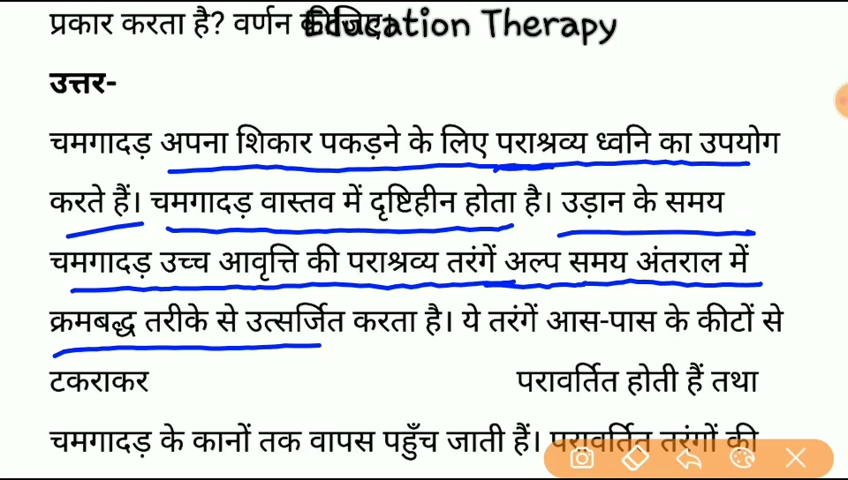 प्रकार करता है? वर्णन कीजिए।
Education Therapy
उत्तर-
चमगादड़ अपना शिकार पकड़ने के लिए पराश्रव्य ध्वनि का उपयोग
करते हैं। चमगादड़ वास्तव में दृष्टिहीन होता है। उड़ान के समय
चमगादड़ उच्च आवृत्ति की पराश्रव्य तरंगें अल्प समय अंतराल में
क्रमबद्ध तरीके से उत्सर्जित करता है। ये तरंगें आस-पास के कीटों से
टकराकर परावर्तित होती हैं तथा
चमगादड़ के कानों तक वापस पहुँच जाती हैं। परावर्तित तरंगों की